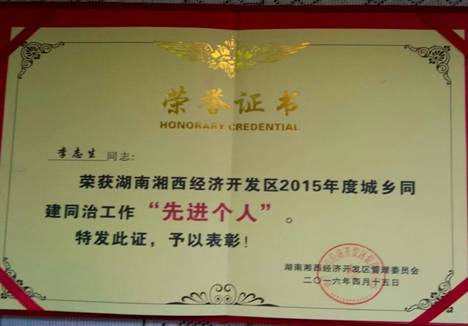 荣誉证书
HONORARY CREDENTIAL
李志生 同志：
荣获湖南湘西经济开发区2015年度城乡同
建同治工作“先进个人”。
特发此证，予以表彰！
湖南湘西经济开发区管理委员会
二〇一六年四月十五日